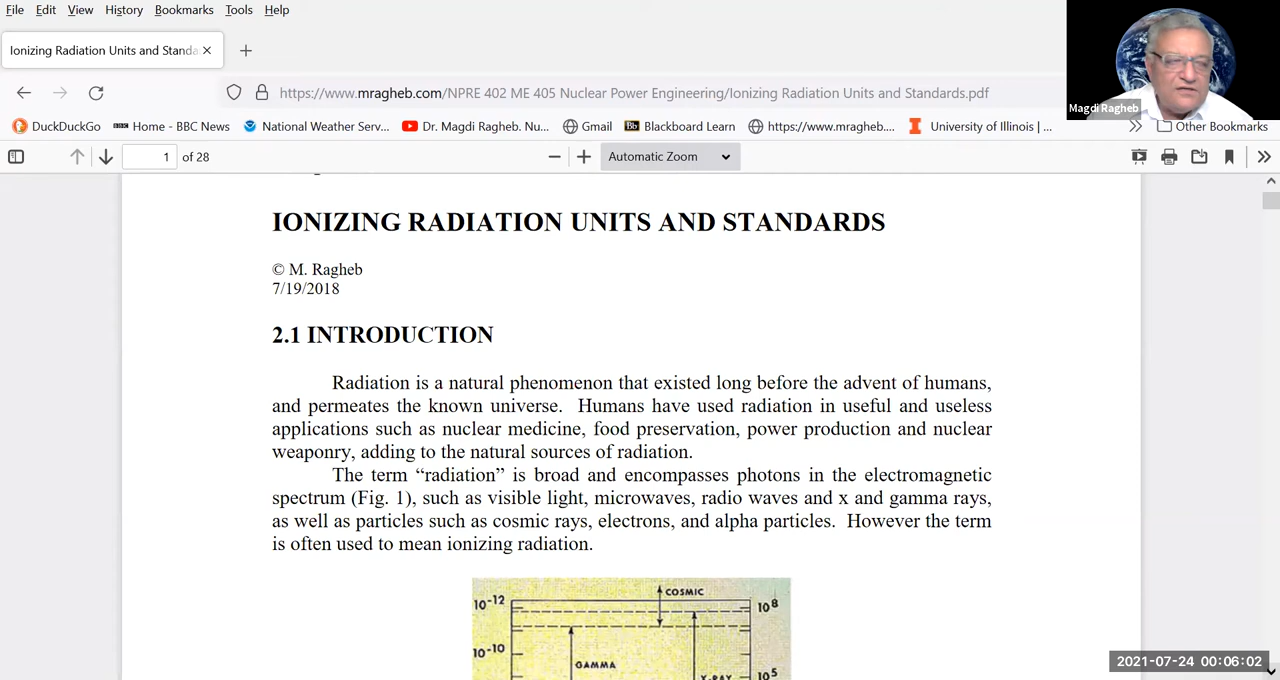 File Edit View History Bookmarks Tools Help
Ionizing Radiation Units and Standa
https://www.mragheb.com/NPRE 402 ME 405 Nuclear Power Engineering/Ionizing Radiation Units and Standards.pdf
Magdi Ragheb
DuckDuckGo Home - BBC News National Weather Serv... Dr. Magdi Ragheb. Nu... Gmail Blackboard Learn https://www.mragheb.... University of Illinois |... Other Bookmarks
1 of 28 Automatic Zoom
IONIZING RADIATION UNITS AND STANDARDS
© M. Ragheb
7/19/2018
2.1 INTRODUCTION
Radiation is a natural phenomenon that existed long before the advent of humans,
and permeates the known universe. Humans have used radiation in useful and useless
applications such as nuclear medicine, food preservation, power production and nuclear
weaponry, adding to the natural sources of radiation.
The term “radiation” is broad and encompasses photons in the electromagnetic
spectrum (Fig. 1), such as visible light, microwaves, radio waves and x and gamma rays,
as well as particles such as cosmic rays, electrons, and alpha particles. However the term
is often used to mean ionizing radiation.
COSMIC
10-12 108
10-10 GAMMA X-RAY 105
2021-07-24 00:06:02